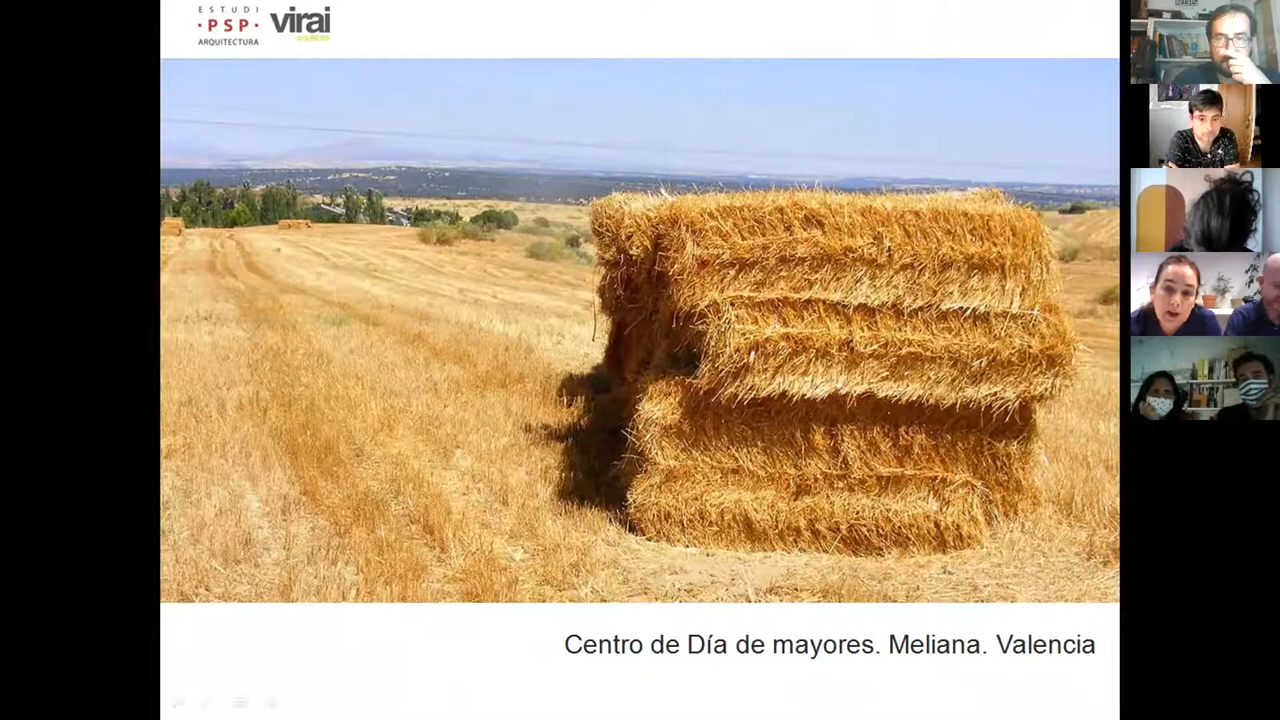 ESTUDI
·PSP·
ARQUITECTURA
virai
Centro de Día de mayores. Meliana. Valencia